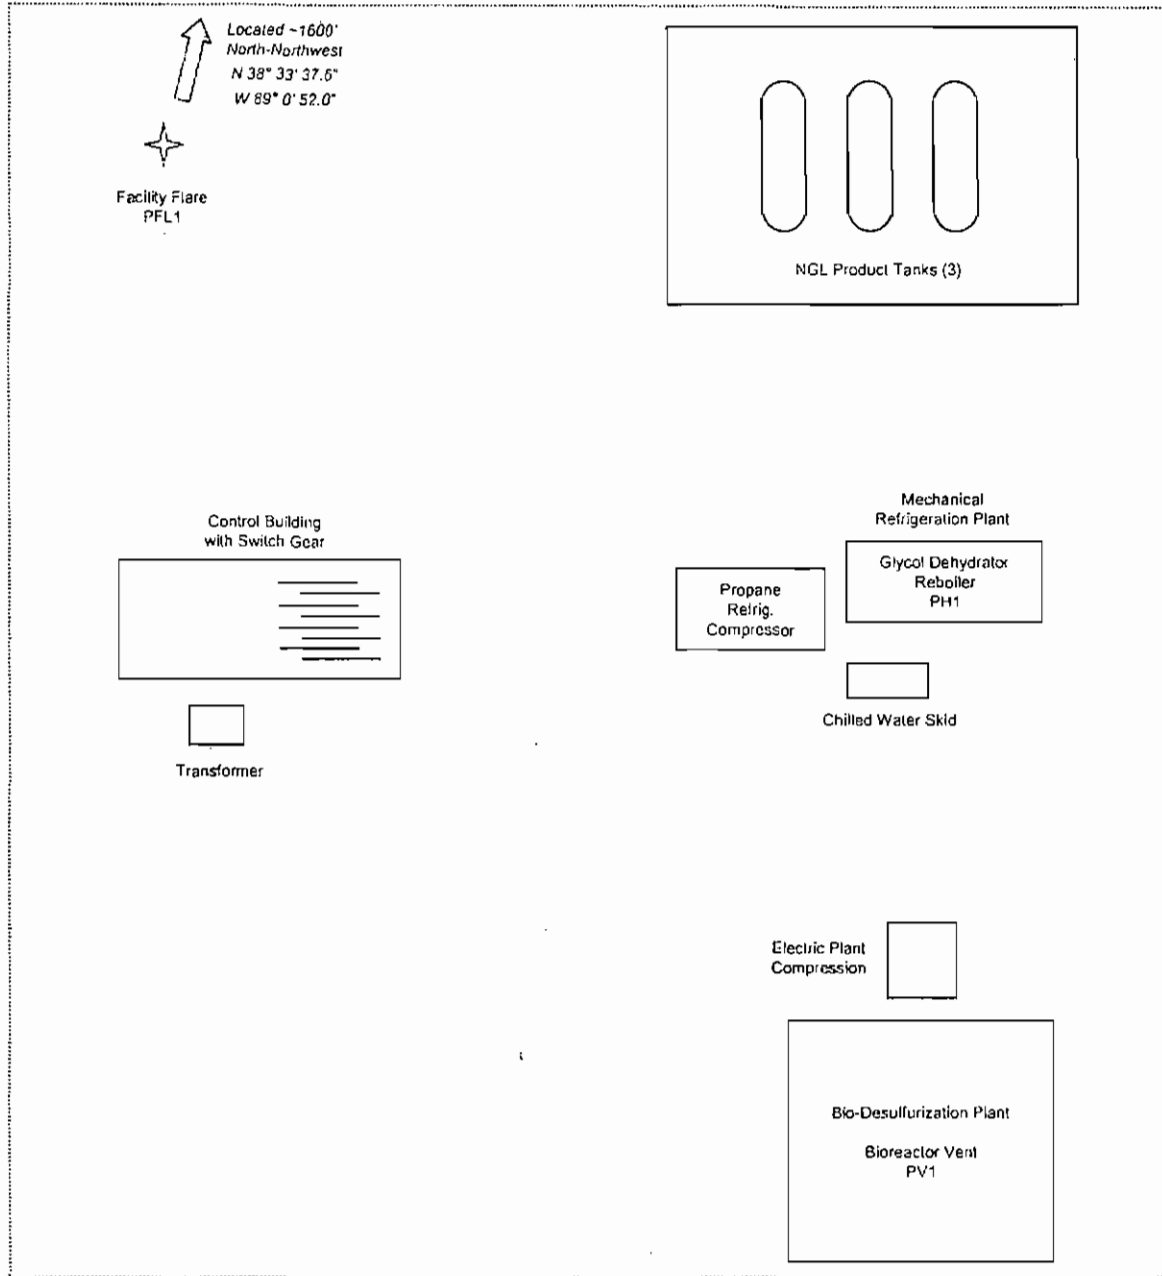 Located ~1600'
North-Northwest
N 38° 33' 37.6"
W 89° 0' 52.0"
Facility Flare
PFL1
NGL Product Tanks (3)
Control Building
with Switch Gear
Transformer
Mechanical
Refrigeration Plant
Glycol Dehydrator
Reboiler
PH1
Propane
Refrig.
Compressor
Chilled Water Skid
Electric Plant
Compression
Bio-Desulfurization Plant
Bioreactor Vent
PV1